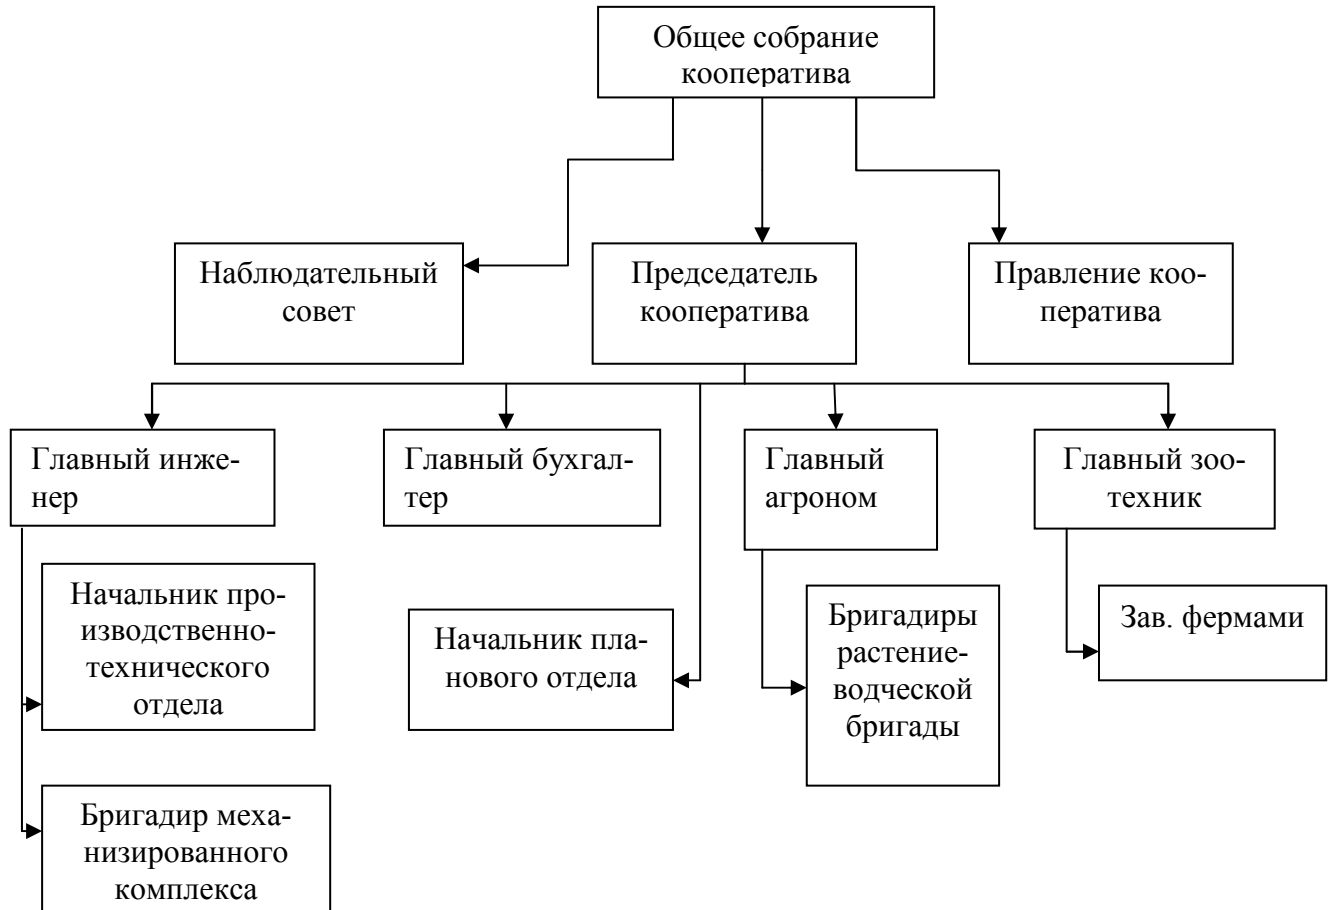 Общее собрание
кооператива
Наблюдательный
совет
Председатель
кооператива
Правление коо-
ператива
Главный инже-
нер
Главный бухгал-
тер
Главный
агроном
Главный зоо-
техник
Начальник про-
изводственно-
технического
отдела
Начальник пла-
нового отдела
Бригадиры
растение-
водческой
бригады
Зав. фермами
Бригадир меха-
низированного
комплекса